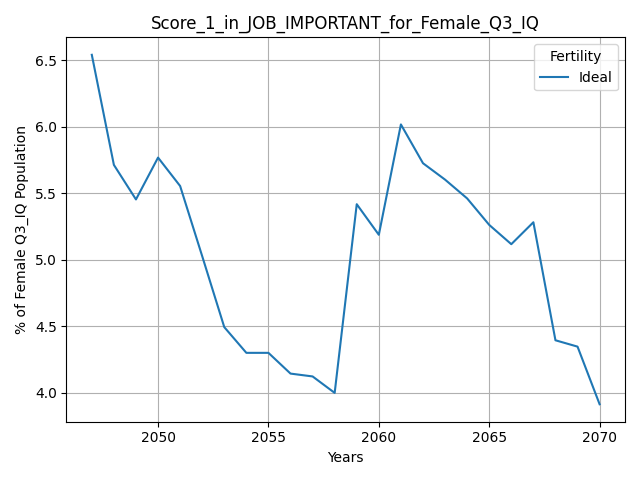 Score_1_in_JOB_IMPORTANT_for_Female_Q3_IQ
Fertility
Ideal
% of Female Q3_IQ Population
6.5
6.0
5.5
5.0
4.5
4.0
2050 2055 2060 2065 2070
Years